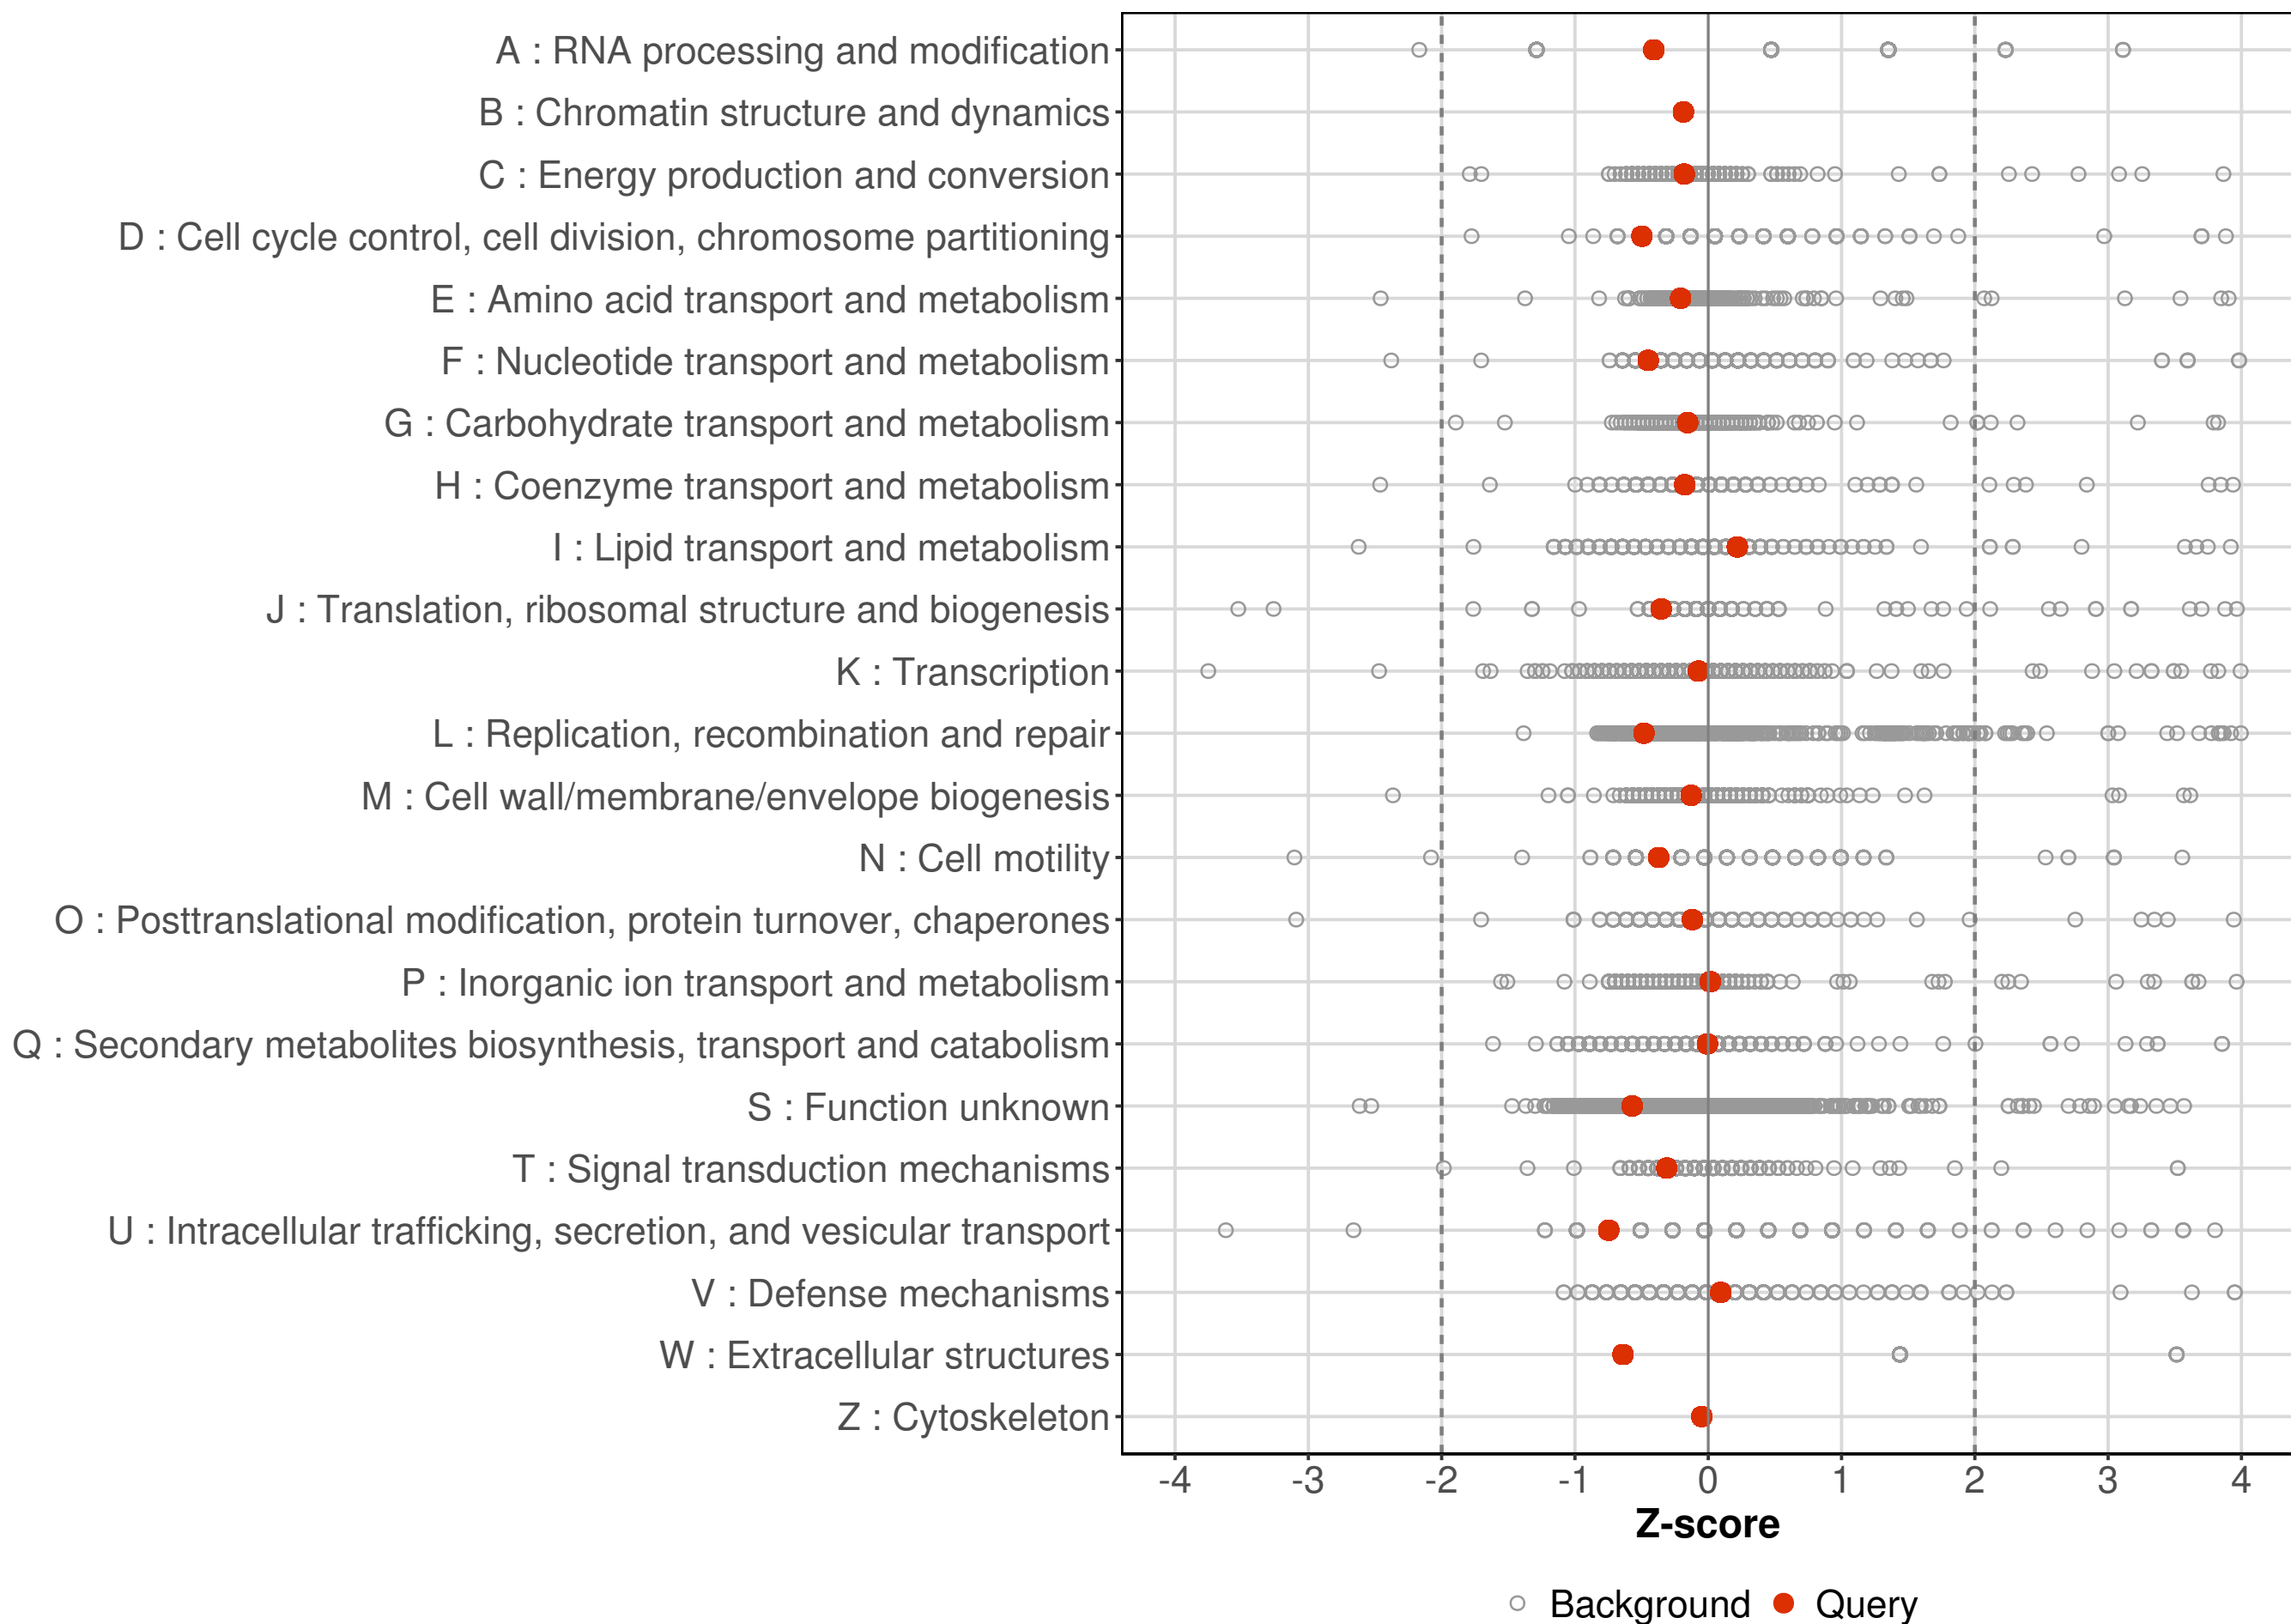 A : RNA processing and modification
B : Chromatin structure and dynamics
C : Energy production and conversion
D : Cell cycle control, cell division, chromosome partitioning
E : Amino acid transport and metabolism
F : Nucleotide transport and metabolism
G : Carbohydrate transport and metabolism
H : Coenzyme transport and metabolism
I : Lipid transport and metabolism
J : Translation, ribosomal structure and biogenesis
K : Transcription
L : Replication, recombination and repair
M : Cell wall/membrane/envelope biogenesis
N : Cell motility
O : Posttranslational modification, protein turnover, chaperones
P : Inorganic ion transport and metabolism
Q : Secondary metabolites biosynthesis, transport and catabolism
S : Function unknown
T : Signal transduction mechanisms
U : Intracellular trafficking, secretion, and vesicular transport
V : Defense mechanisms
W : Extracellular structures
Z : Cytoskeleton
-4 -3 -2 -1 0 1 2 3 4
Z-score
Background Query